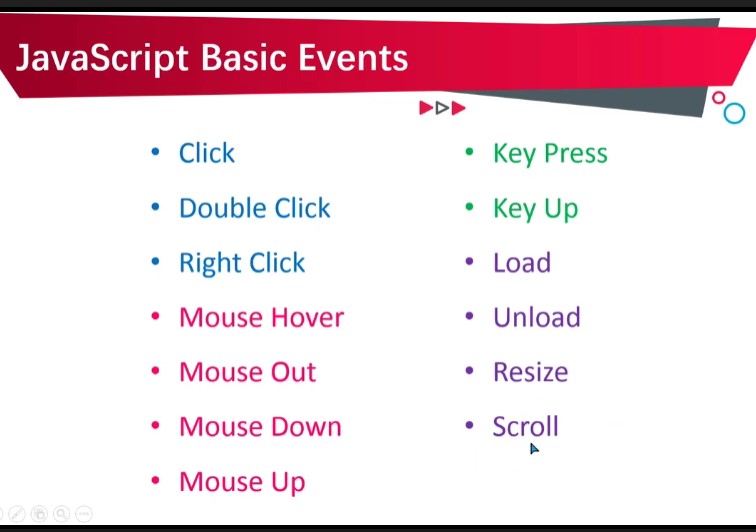 JavaScript Basic Events
• Click
• Double Click
• Right Click
• Mouse Hover
• Mouse Out
• Mouse Down
• Mouse Up
• Key Press
• Key Up
• Load
• Unload
• Resize
• Scroll